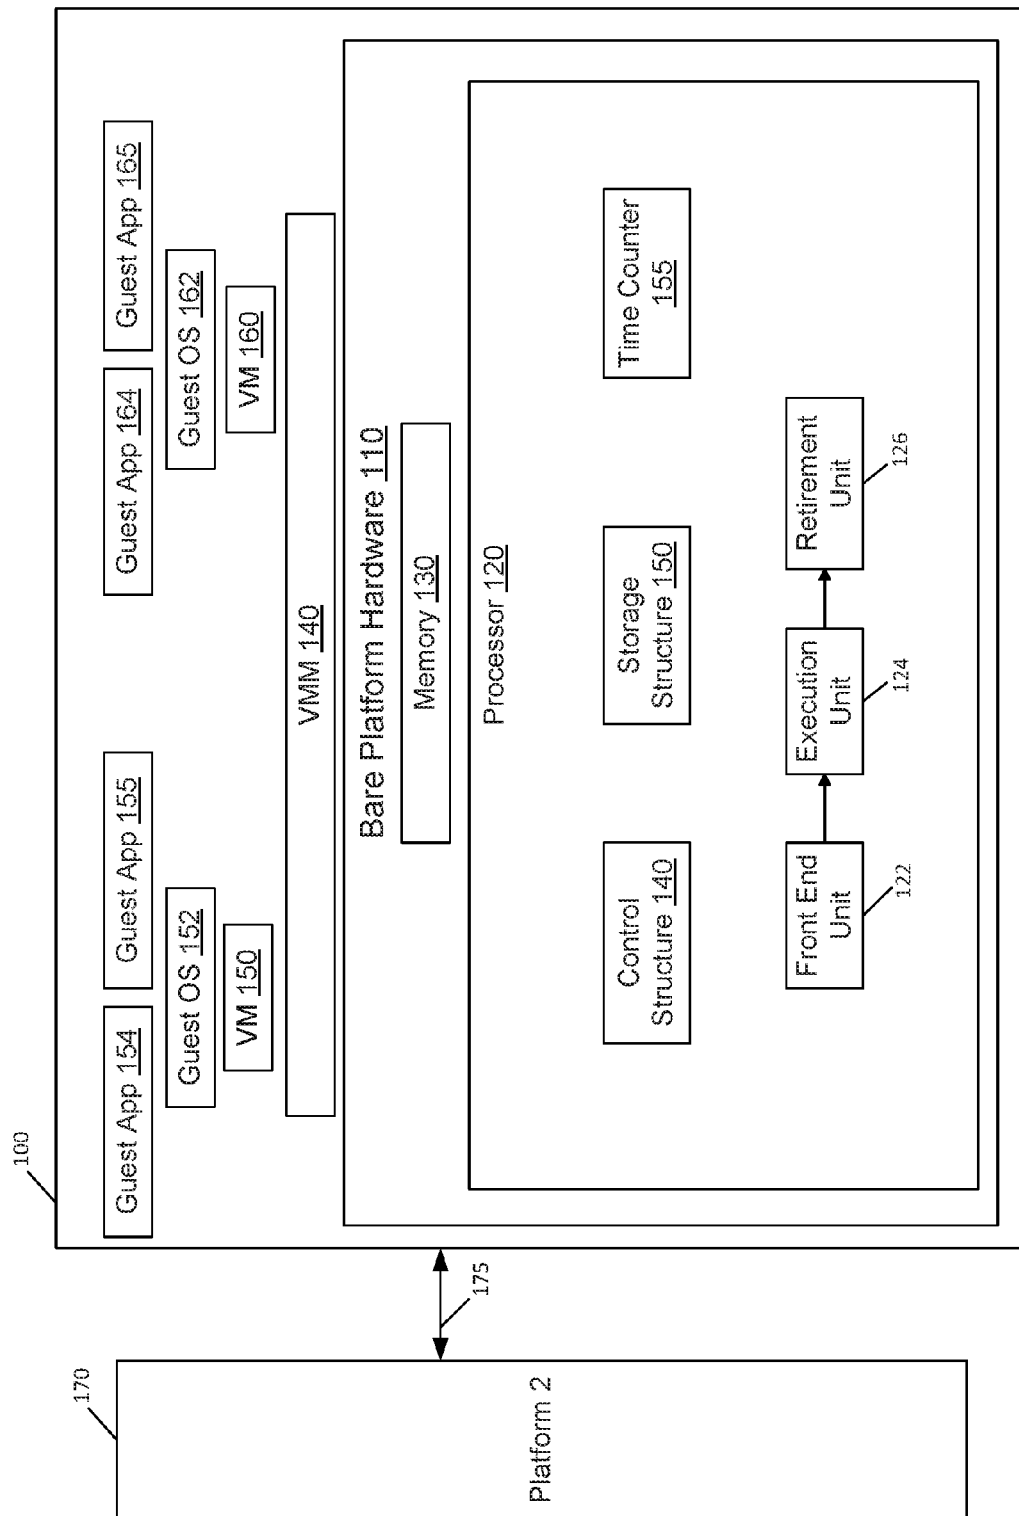 100
Guest App 154
Guest App 155
Guest App 164
Guest App 165
Guest OS 152
Guest OS 162
VM 150
VM 160
VMM 140
Bare Platform Hardware 110
Memory 130
Processor 120
Control
Structure 140
Storage
Structure 150
Time Counter
155
Front End
Unit
122
Execution
Unit
124
Retirement
Unit
126
175
170
Platform 2